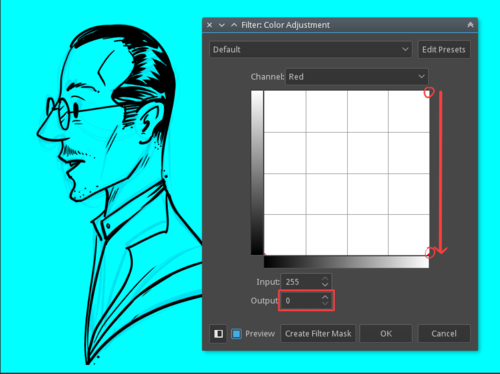 Filter: Color Adjustment
Default
Edit Presets
Channel: Red
Input: 255
Output: 0
Preview
Create Filter Mask
OK
Cancel